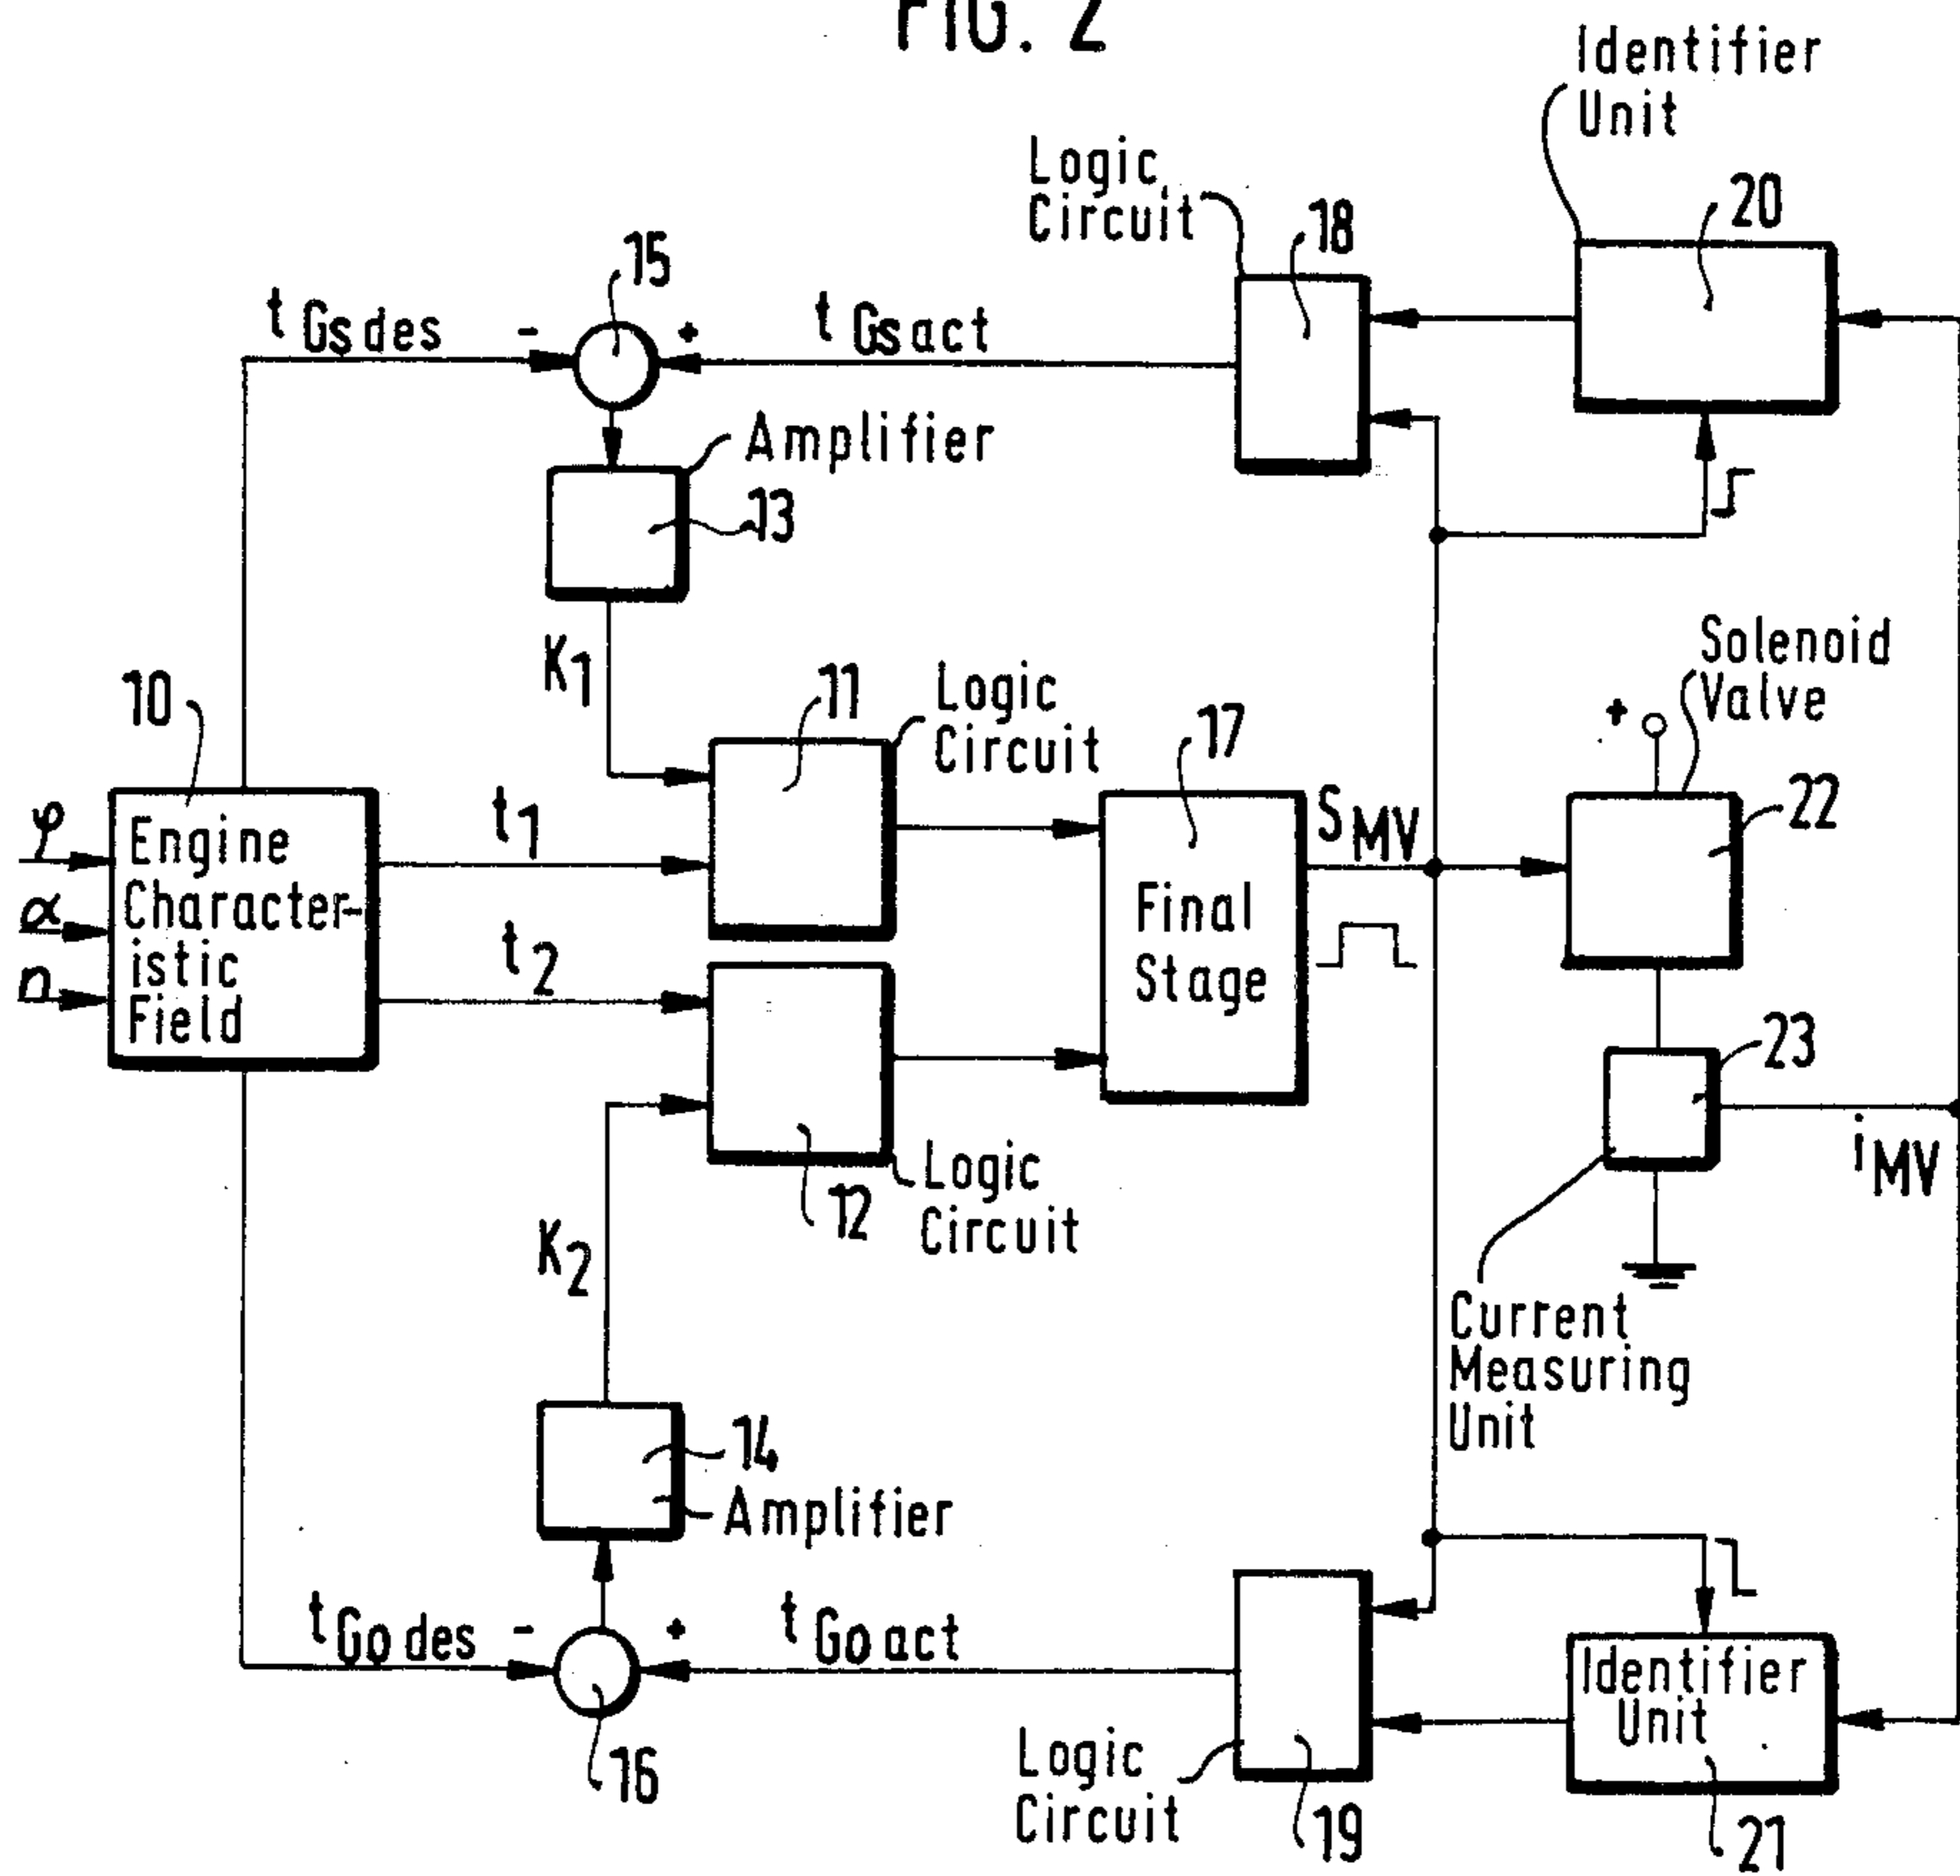 FIG. 2
Identifier
Unit
20
Logic
Circuit
18
15
t Gs des
-
+
t Gs act
Amplifier
13
K1
10
11
Logic
Circuit
17
Solenoid
Valve
+
22
φ
α
n
Engine
Character-
istic
Field
t1
t2
Final
Stage
SMV
23
iMV
12
Logic
Circuit
K2
Current
Measuring
Unit
14
Amplifier
t Go des
-
+
t Go act
16
Logic
Circuit
19
Identifier
Unit
21